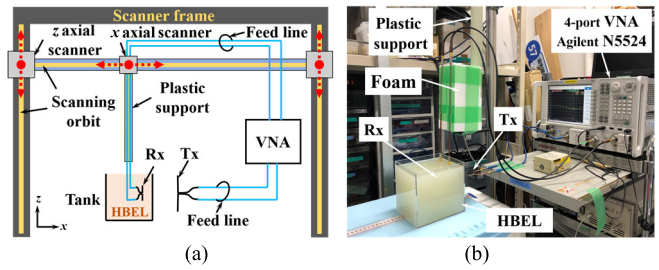 Scanner frame
z axial
scanner
x axial scanner
Feed line
Scanning
orbit
Plastic
support
VNA
Rx
Tx
Tank
HBEL
Feed line
z
x
(a)
Plastic
support
4-port VNA
Agilent N5524
Foam
Rx
Tx
HBEL
(b)